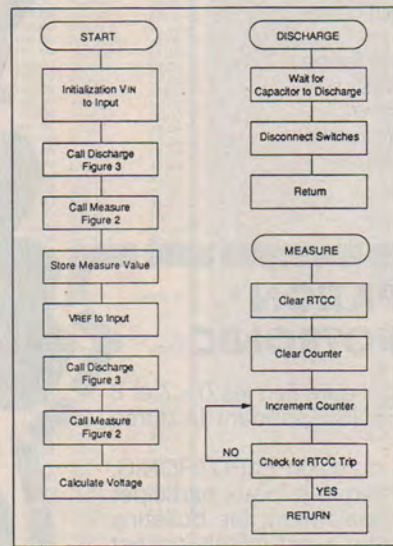 START
Initialization VIN
to Input
Call Discharge
Figure 3
Call Measure
Figure 2
Store Measure Value
VREF to Input
Call Discharge
Figure 3
Call Measure
Figure 2
Calculate Voltage
DISCHARGE
Wait for
Capacitor to Discharge
Disconnect Switches
Return
MEASURE
Clear RTCC
Clear Counter
Increment Counter
NO
Check for RTCC Trip
YES
RETURN